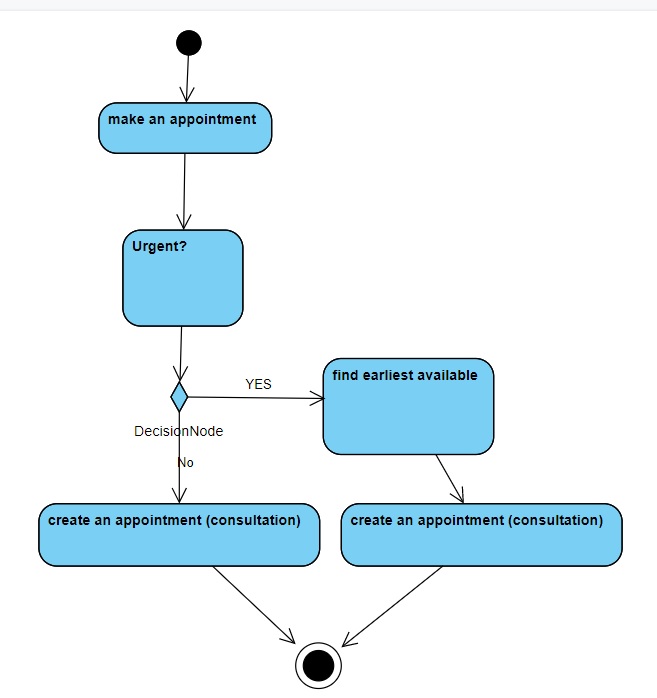 make an appointment
Urgent?
find earliest available
YES
DecisionNode
No
create an appointment (consultation)
create an appointment (consultation)